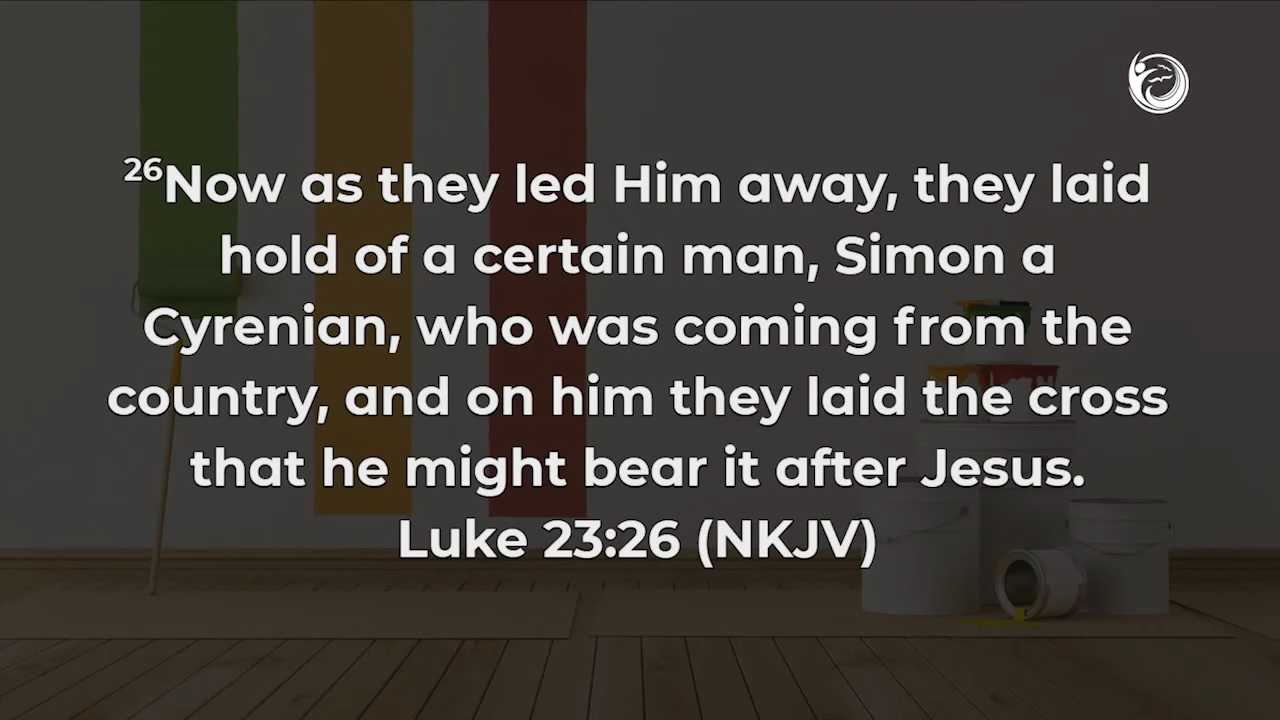 26Now as they led Him away, they laid
hold of a certain man, Simon a
Cyrenian, who was coming from the
country, and on him they laid the cross
that he might bear it after Jesus.
Luke 23:26 (NKJV)